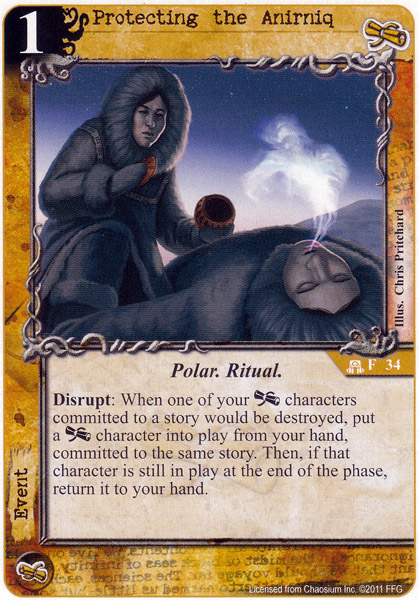 1
Protecting the Anirniq
Illus. Chris Pritchard
F 34
Polar. Ritual.
Disrupt: When one of your characters
committed to a story would be destroyed, put
a character into play from your hand,
committed to the same story. Then, if that
character is still in play at the end of the phase,
return it to your hand.
Event
Licensed from Chaosium Inc. ©2011 FFG